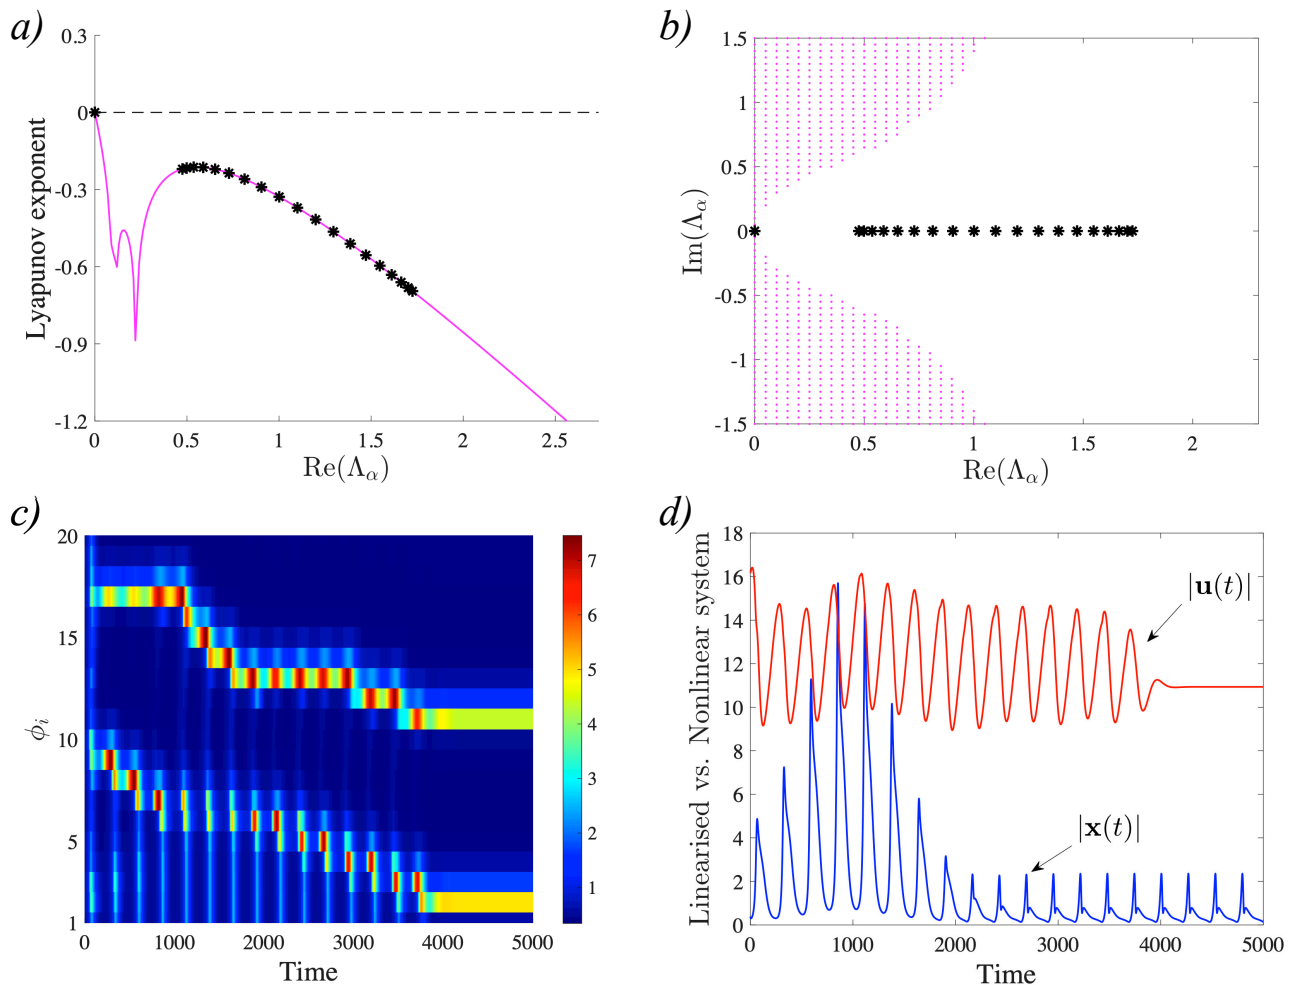 a)
0.3
0
-0.3
-0.6
-0.9
-1.2
Lyapunov exponent
0 0.5 1 1.5 2 2.5
Re(Λα)
b)
1.5
1
0.5
0
-0.5
-1
-1.5
Im(Λα)
0 0.5 1 1.5 2
Re(Λα)
c)
20
15
10
5
1
ϕi
0 1000 2000 3000 4000 5000
Time
7
6
5
4
3
2
1
d)
18
16
14
12
10
8
6
4
2
0
Linearised vs. Nonlinear system
|u(t)|
|x(t)|
0 1000 2000 3000 4000 5000
Time